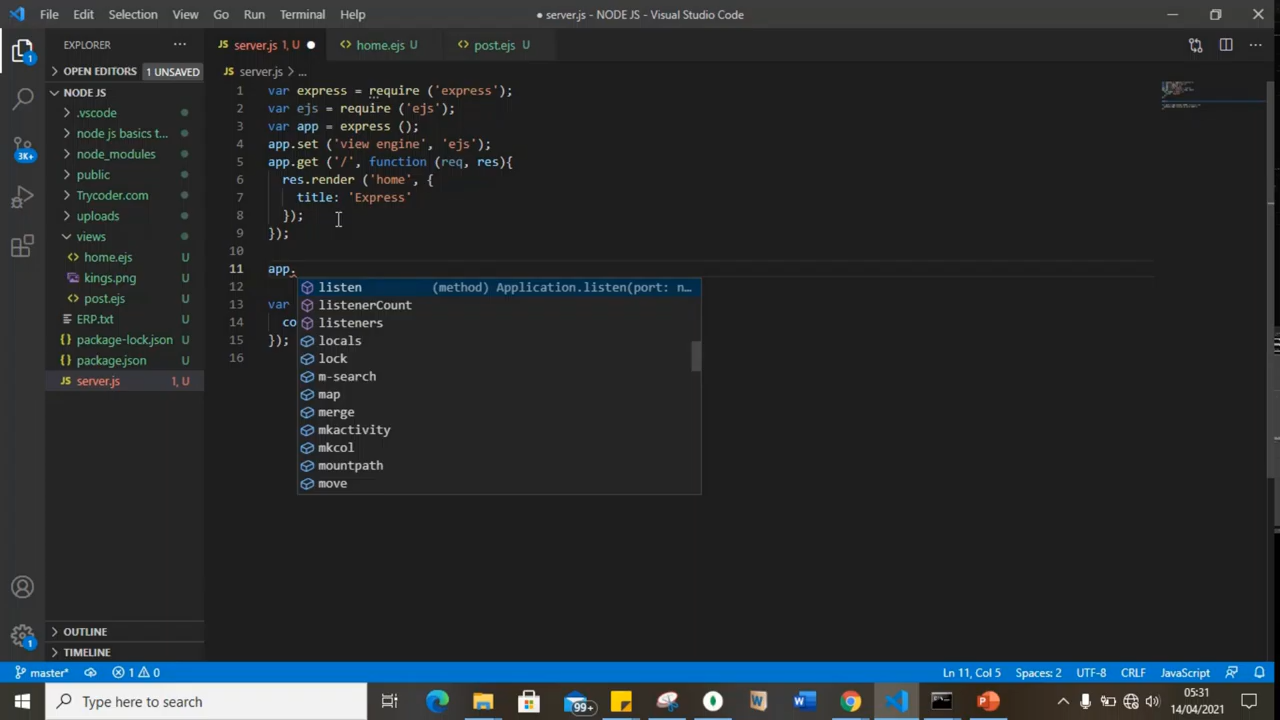 File Edit Selection View Go Run Terminal Help
● server.js - NODE JS - Visual Studio Code
EXPLORER
OPEN EDITORS 1 UNSAVED
NODE JS
.vscode
node js basics t...
node_modules
public
Trycoder.com
uploads
views
home.ejs U
kings.png U
post.ejs U
ERP.txt U
package-lock.json U
package.json U
JS server.js 1, U
OUTLINE
TIMELINE
1
3K+
1
JS server.js 1, U ● home.ejs U post.ejs U
JS server.js > ...
1 var express = require ('express');
2 var ejs = require ('ejs');
3 var app = express ();
4 app.set ('view engine', 'ejs');
5 app.get ('/', function (req, res){
6 res.render ('home', {
7 title: 'Express'
8 });
9 });
10
11 app.
12
13 var
14 co
15 });
16
listen (method) Application.listen(port: n...
listenerCount
listeners
locals
lock
m-search
map
merge
mkactivity
mkcol
mountpath
move
master* 1 0 Ln 11, Col 5 Spaces: 2 UTF-8 CRLF JavaScript
Type here to search
99+
05:31
14/04/2021